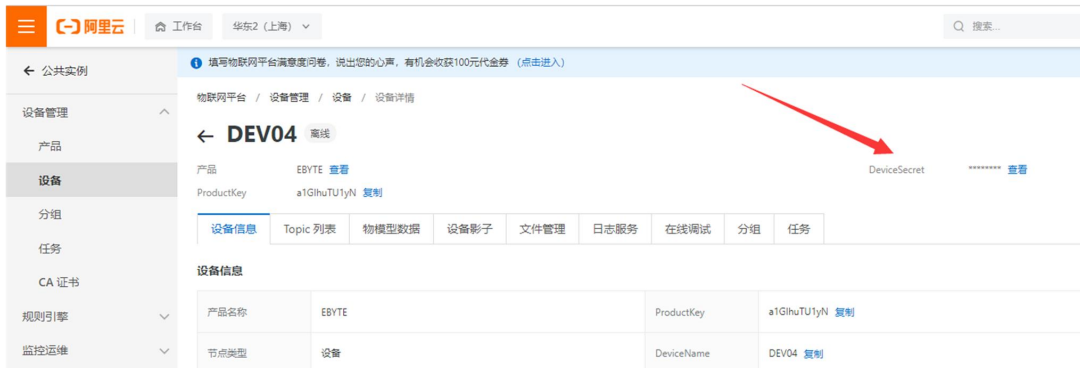 阿里云 工作台 华东2（上海） 搜索...
公共实例
填写物联网平台满意度问卷，说出您的心声，有机会收获100元代金券 （点击进入）
物联网平台 / 设备管理 / 设备 / 设备详情
DEV04 离线
产品 EBYTE 查看 DeviceSecret ******** 查看
ProductKey a1GIhuTU1yN 复制
设备管理
产品
设备
分组
任务
CA 证书
规则引擎
监控运维
设备信息 Topic 列表 物模型数据 设备影子 文件管理 日志服务 在线调试 分组 任务
设备信息
产品名称 EBYTE ProductKey a1GIhuTU1yN 复制
节点类型 设备 DeviceName DEV04 复制